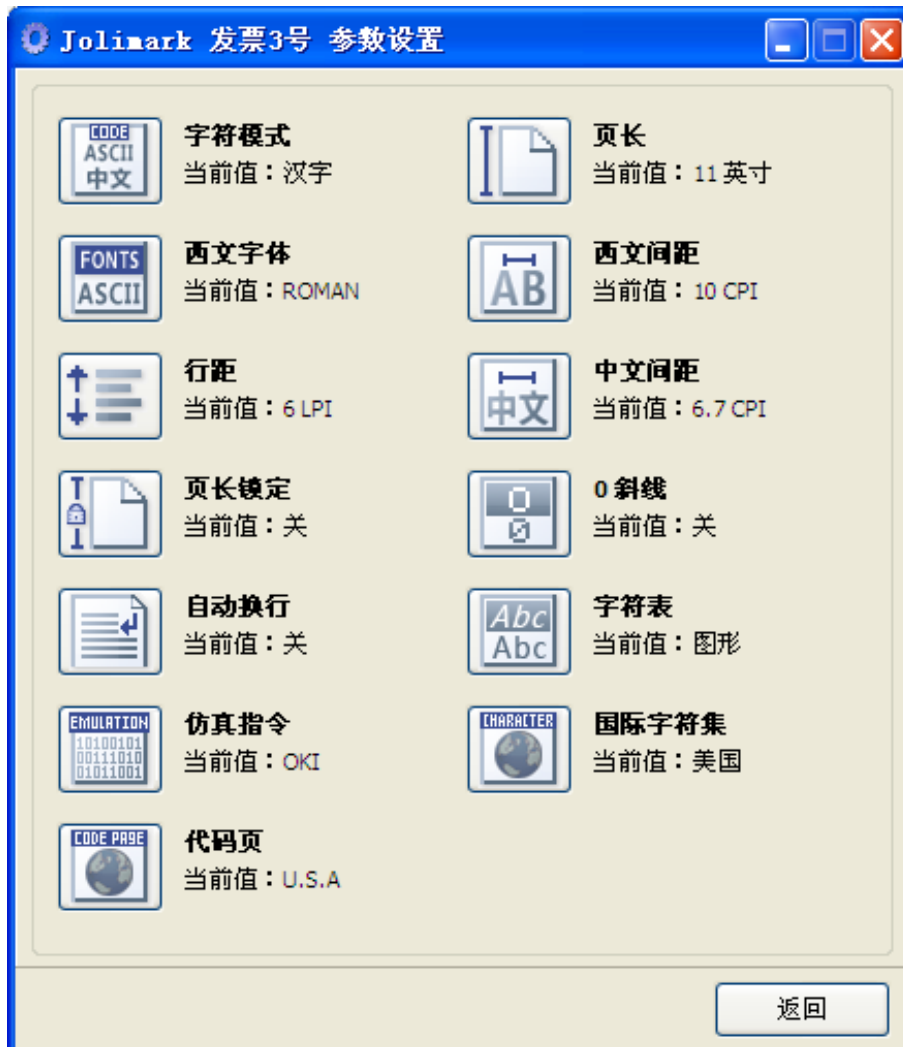 Jolimark 发票3号 参数设置
CODE
ASCII
中文
字符模式
当前值：汉字
页长
当前值：11 英寸
FONTS
ASCII
西文字体
当前值：ROMAN
AB
西文间距
当前值：10 CPI
行距
当前值：6 LPI
中文
中文间距
当前值：6.7 CPI
页长锁定
当前值：关
0
0
0 斜线
当前值：关
自动换行
当前值：关
Abc
Abc
字符表
当前值：图形
EMULATION
10100101
00111010
01011001
仿真指令
当前值：OKI
CHARACTER
国际字符集
当前值：美国
CODE PAGE
代码页
当前值：U.S.A
返回